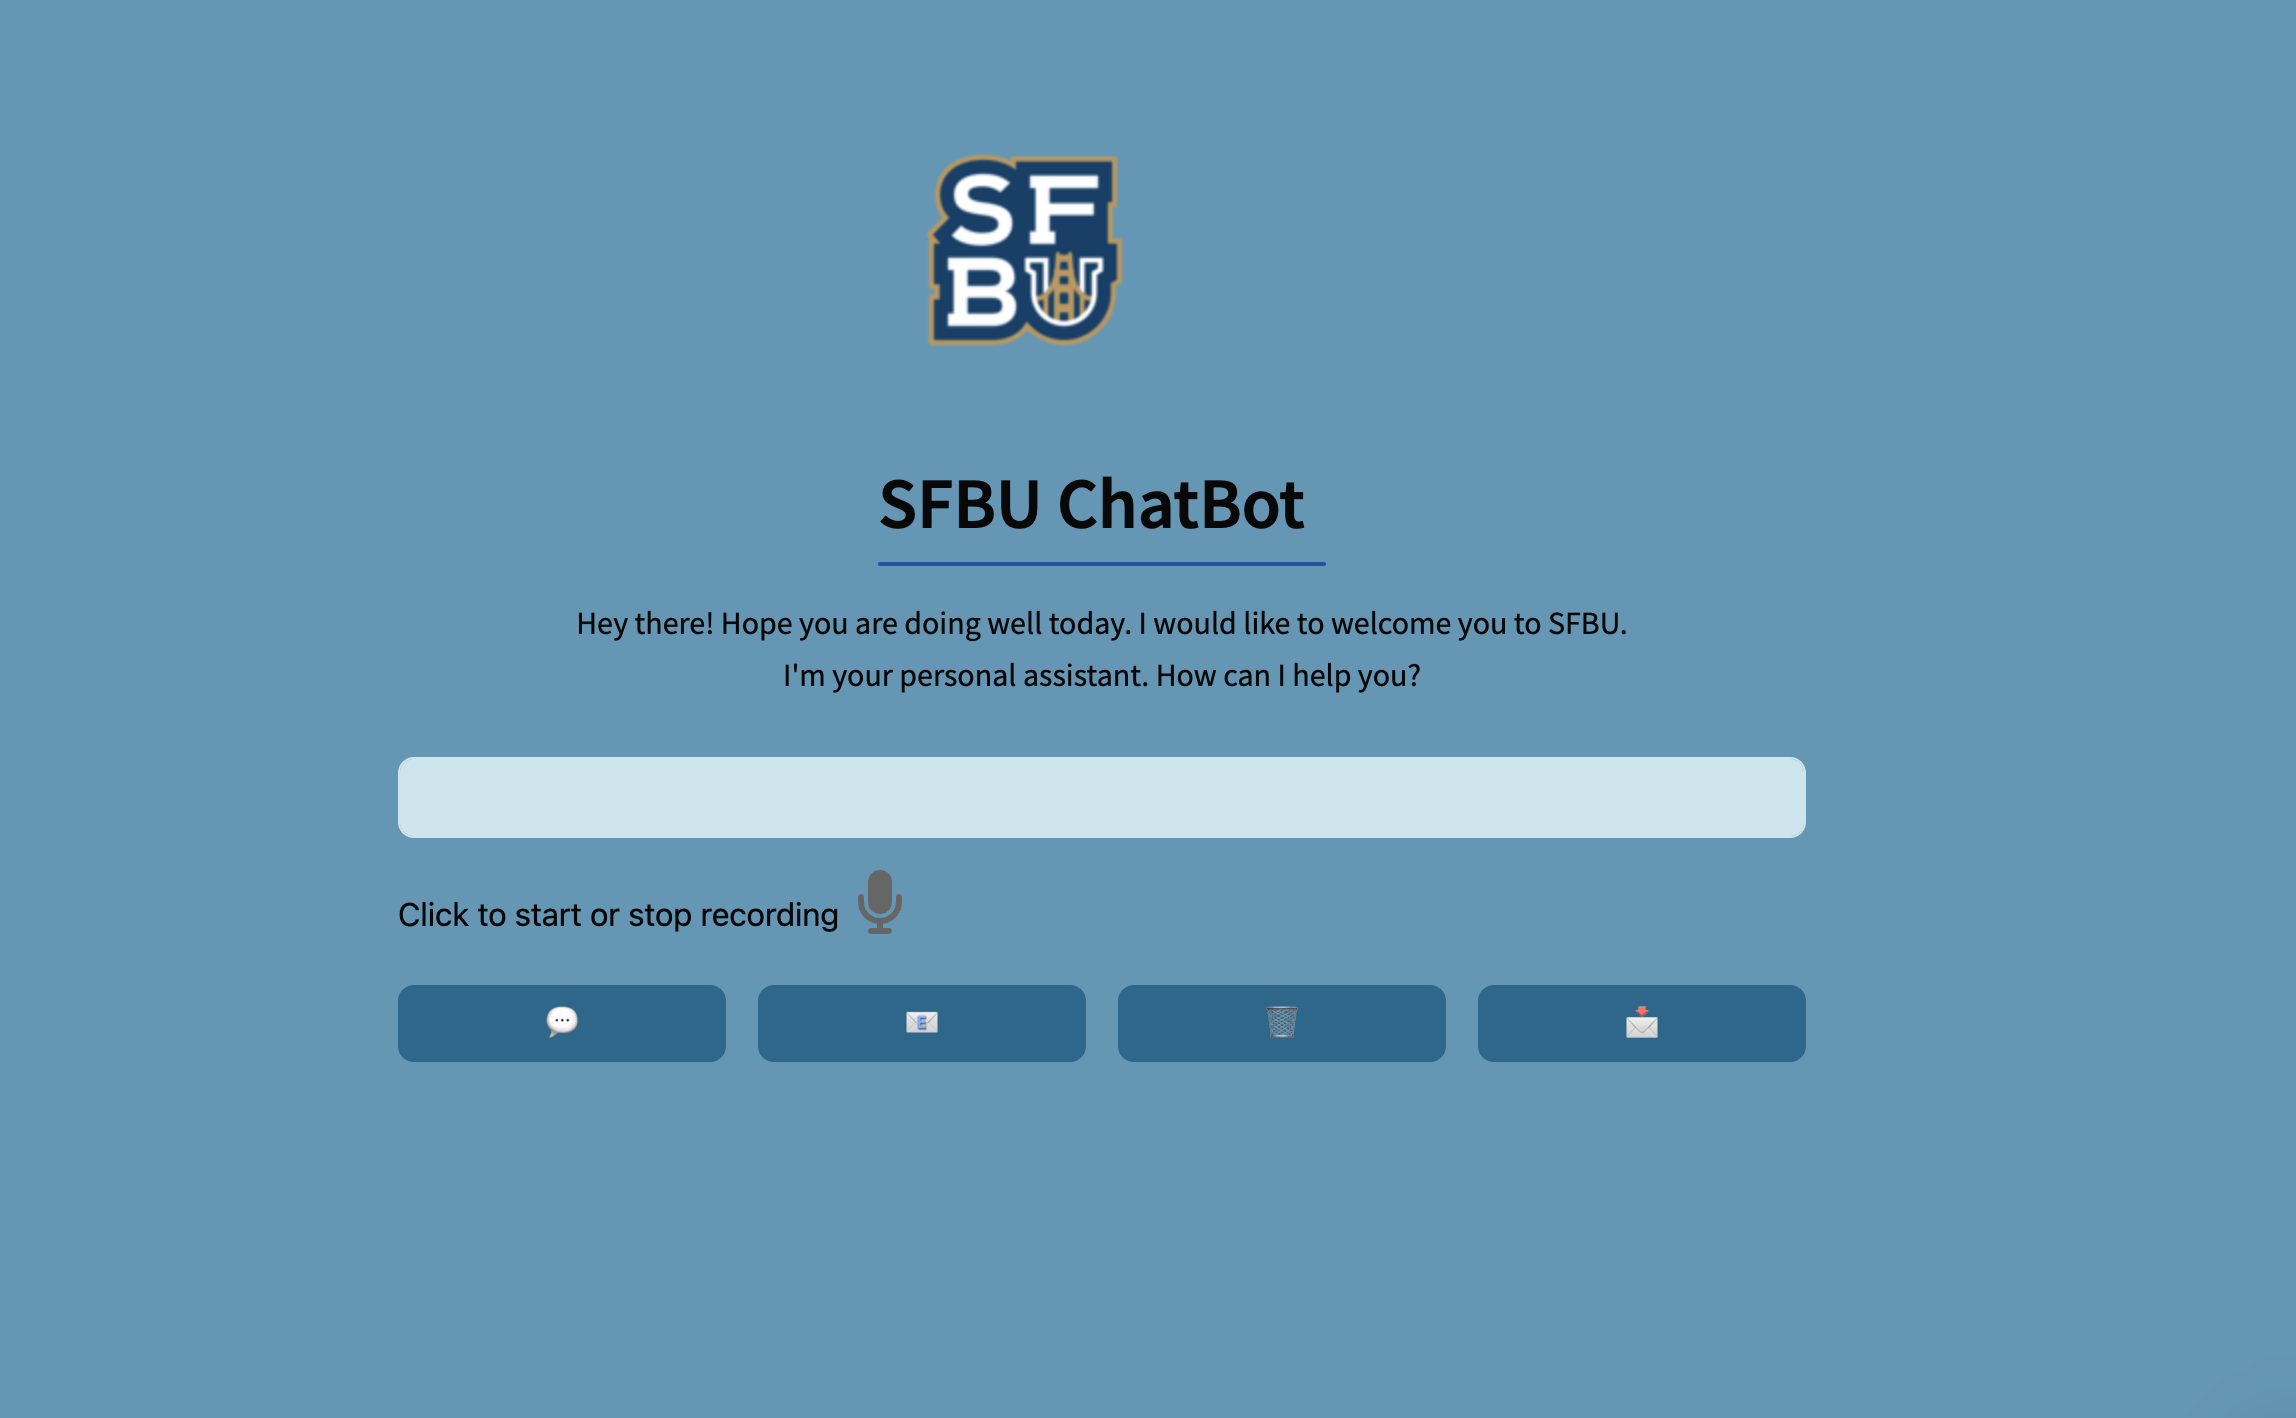 SF
BU
SFBU ChatBot
Hey there! Hope you are doing well today. I would like to welcome you to SFBU.
I'm your personal assistant. How can I help you?
Click to start or stop recording